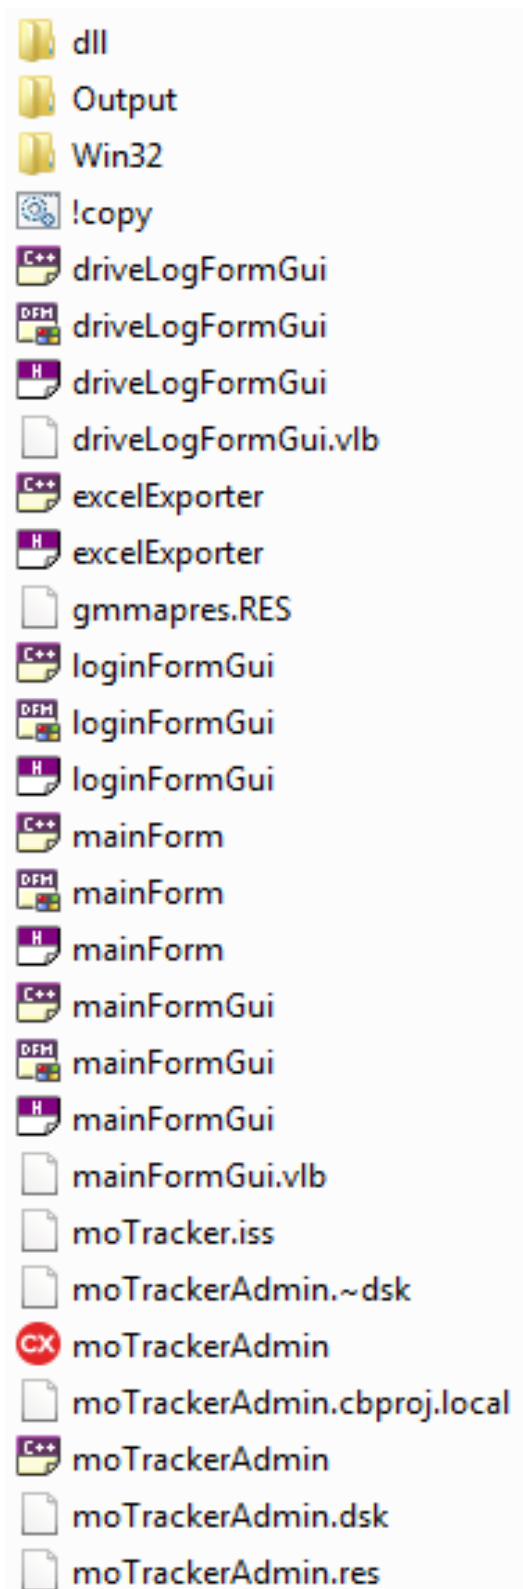 dll
Output
Win32
!copy
driveLogFormGui
driveLogFormGui
driveLogFormGui
driveLogFormGui.vlb
excelExporter
excelExporter
gmmapres.RES
loginFormGui
loginFormGui
loginFormGui
mainForm
mainForm
mainForm
mainFormGui
mainFormGui
mainFormGui
mainFormGui.vlb
moTracker.iss
moTrackerAdmin.~dsk
moTrackerAdmin
moTrackerAdmin.cbproj.local
moTrackerAdmin
moTrackerAdmin.dsk
moTrackerAdmin.res